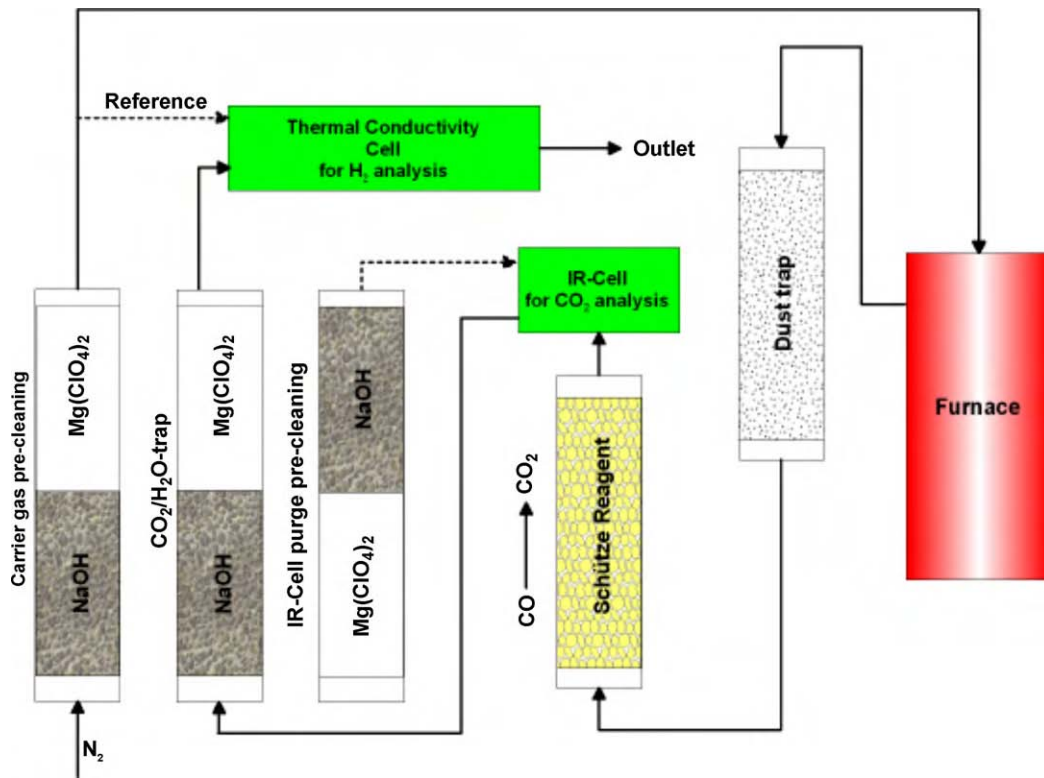 Reference
Thermal Conductivity
Cell
for H₂ analysis
Outlet
IR-Cell
for CO₂ analysis
Dust trap
Furnace
Carrier gas pre-cleaning
Mg(ClO₄)₂
NaOH
CO₂/H₂O-trap
Mg(ClO₄)₂
NaOH
IR-Cell purge pre-cleaning
NaOH
Mg(ClO₄)₂
CO → CO₂
Schütze Reagent
N₂